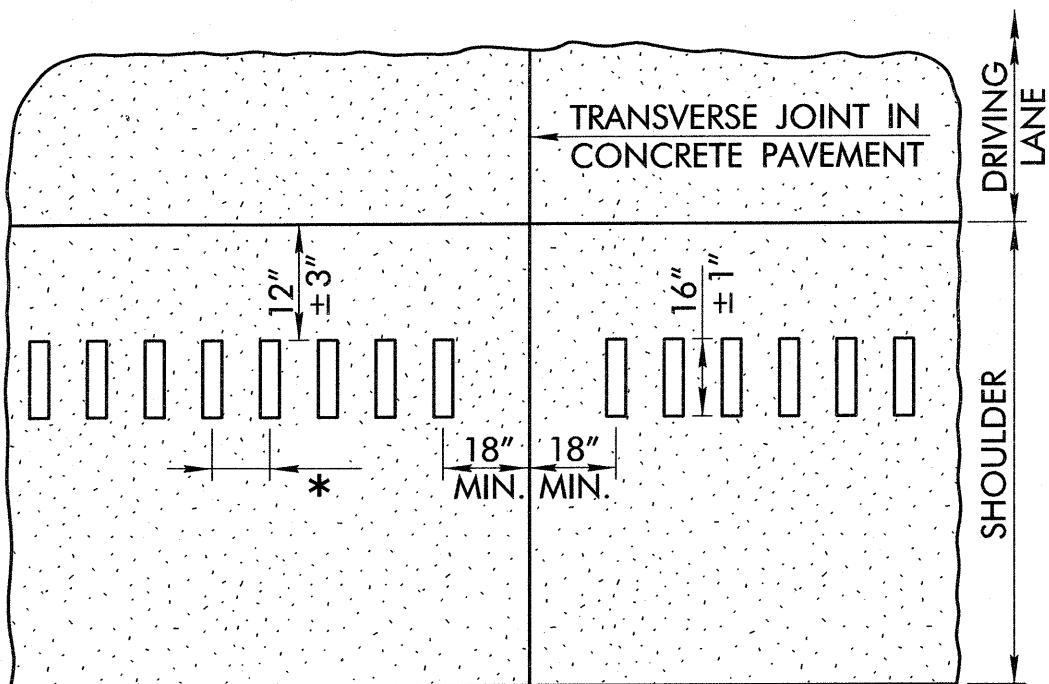 TRANSVERSE JOINT IN
CONCRETE PAVEMENT
DRIVING
LANE
12"
±3"
16"
±1"
18" 18"
MIN. MIN.
*
SHOULDER